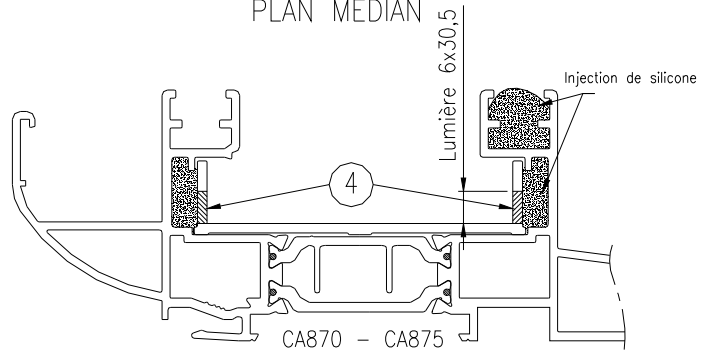 PLAN MEDIAN
Lumière 6x30,5
Injection de silicone
4
CA870 - CA875